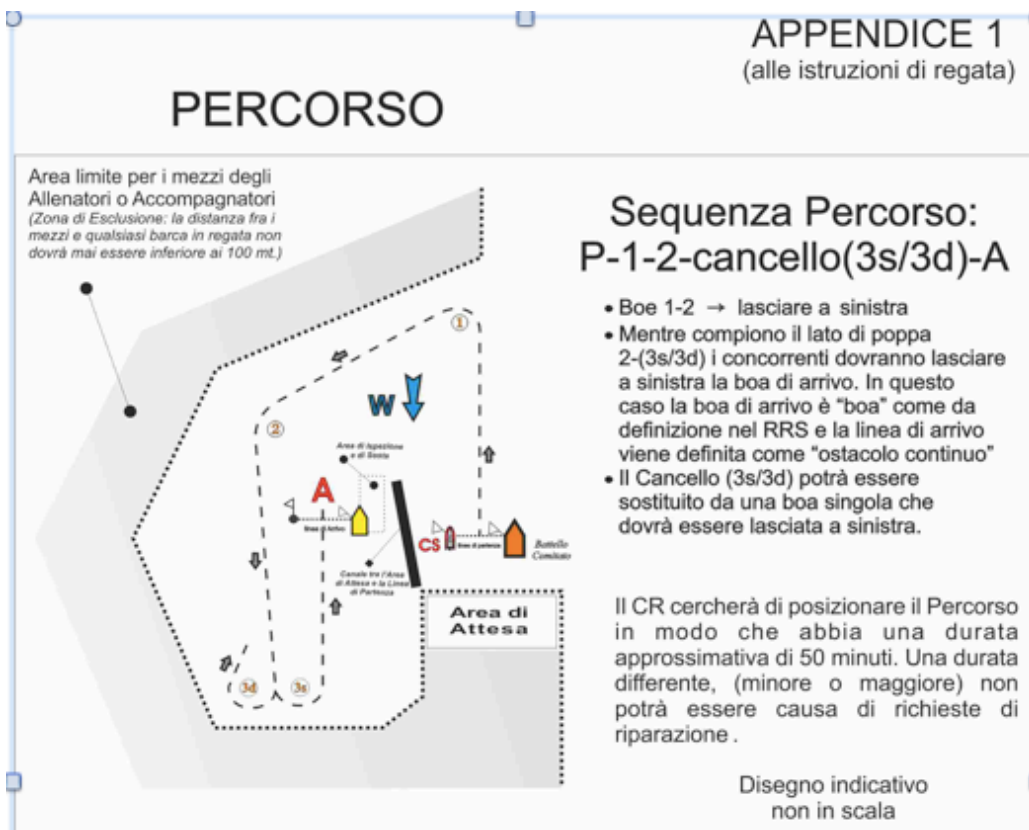 APPENDICE 1
(alle istruzioni di regata)
PERCORSO
Area limite per i mezzi degli
Allenatori o Accompagnatori
(Zona di Esclusione: la distanza fra i
mezzi e qualsiasi barca in regata non
dovrà mai essere inferiore ai 100 mt.)
1
W
2
Area di Ispezione
e di Sosta
A
linea di Arrivo
CS
linea di partenza
Battello
Comitato
Canale tra l'Area
di Attesa e la Linea
di Partenza
Area di
Attesa
3d
3s
Sequenza Percorso:
P-1-2-cancello(3s/3d)-A
• Boe 1-2 → lasciare a sinistra
• Mentre compiono il lato di poppa
2-(3s/3d) i concorrenti dovranno lasciare
a sinistra la boa di arrivo. In questo
caso la boa di arrivo è “boa” come da
definizione nel RRS e la linea di arrivo
viene definita come “ostacolo continuo”
• Il Cancello (3s/3d) potrà essere
sostituito da una boa singola che
dovrà essere lasciata a sinistra.
Il CR cercherà di posizionare il Percorso
in modo che abbia una durata
approssimativa di 50 minuti. Una durata
differente, (minore o maggiore) non
potrà essere causa di richieste di
riparazione .
Disegno indicativo
non in scala